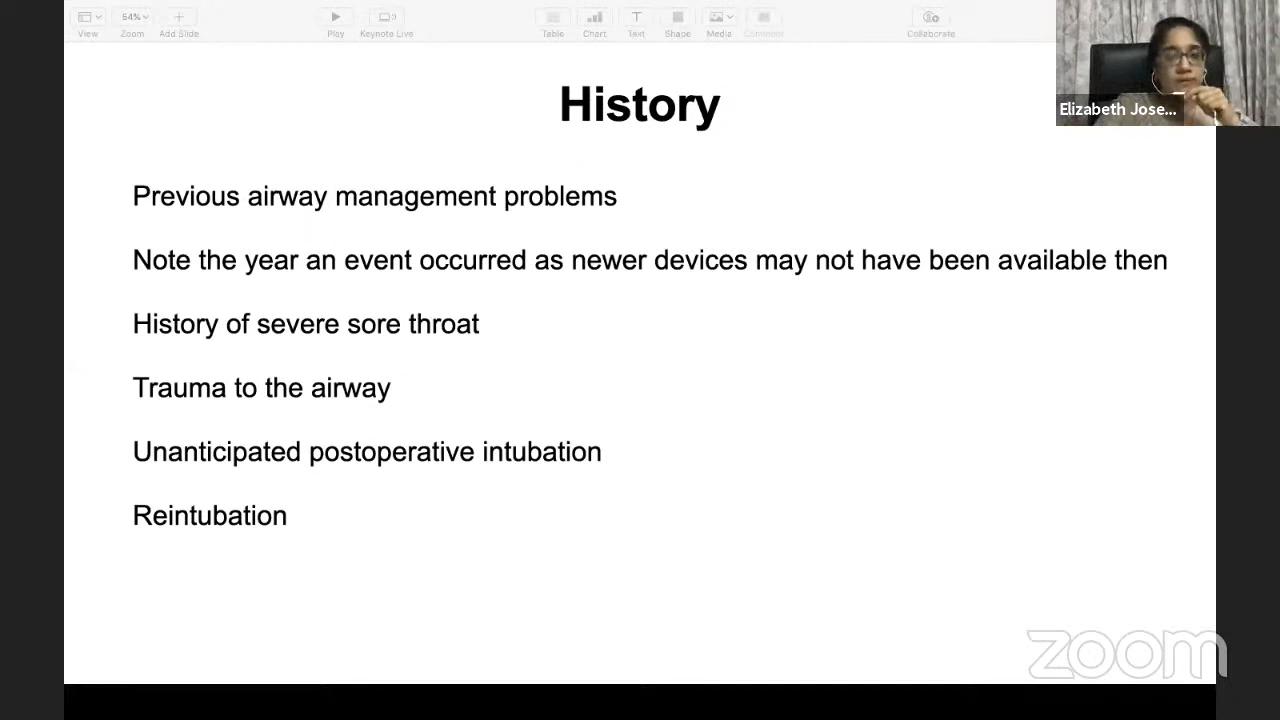 54%
View
Zoom
Add Slide
Play
Keynote Live
Table
Chart
Text
Shape
Media
Comment
Collaborate
Elizabeth Jose...
History
Previous airway management problems
Note the year an event occurred as newer devices may not have been available then
History of severe sore throat
Trauma to the airway
Unanticipated postoperative intubation
Reintubation
zoom